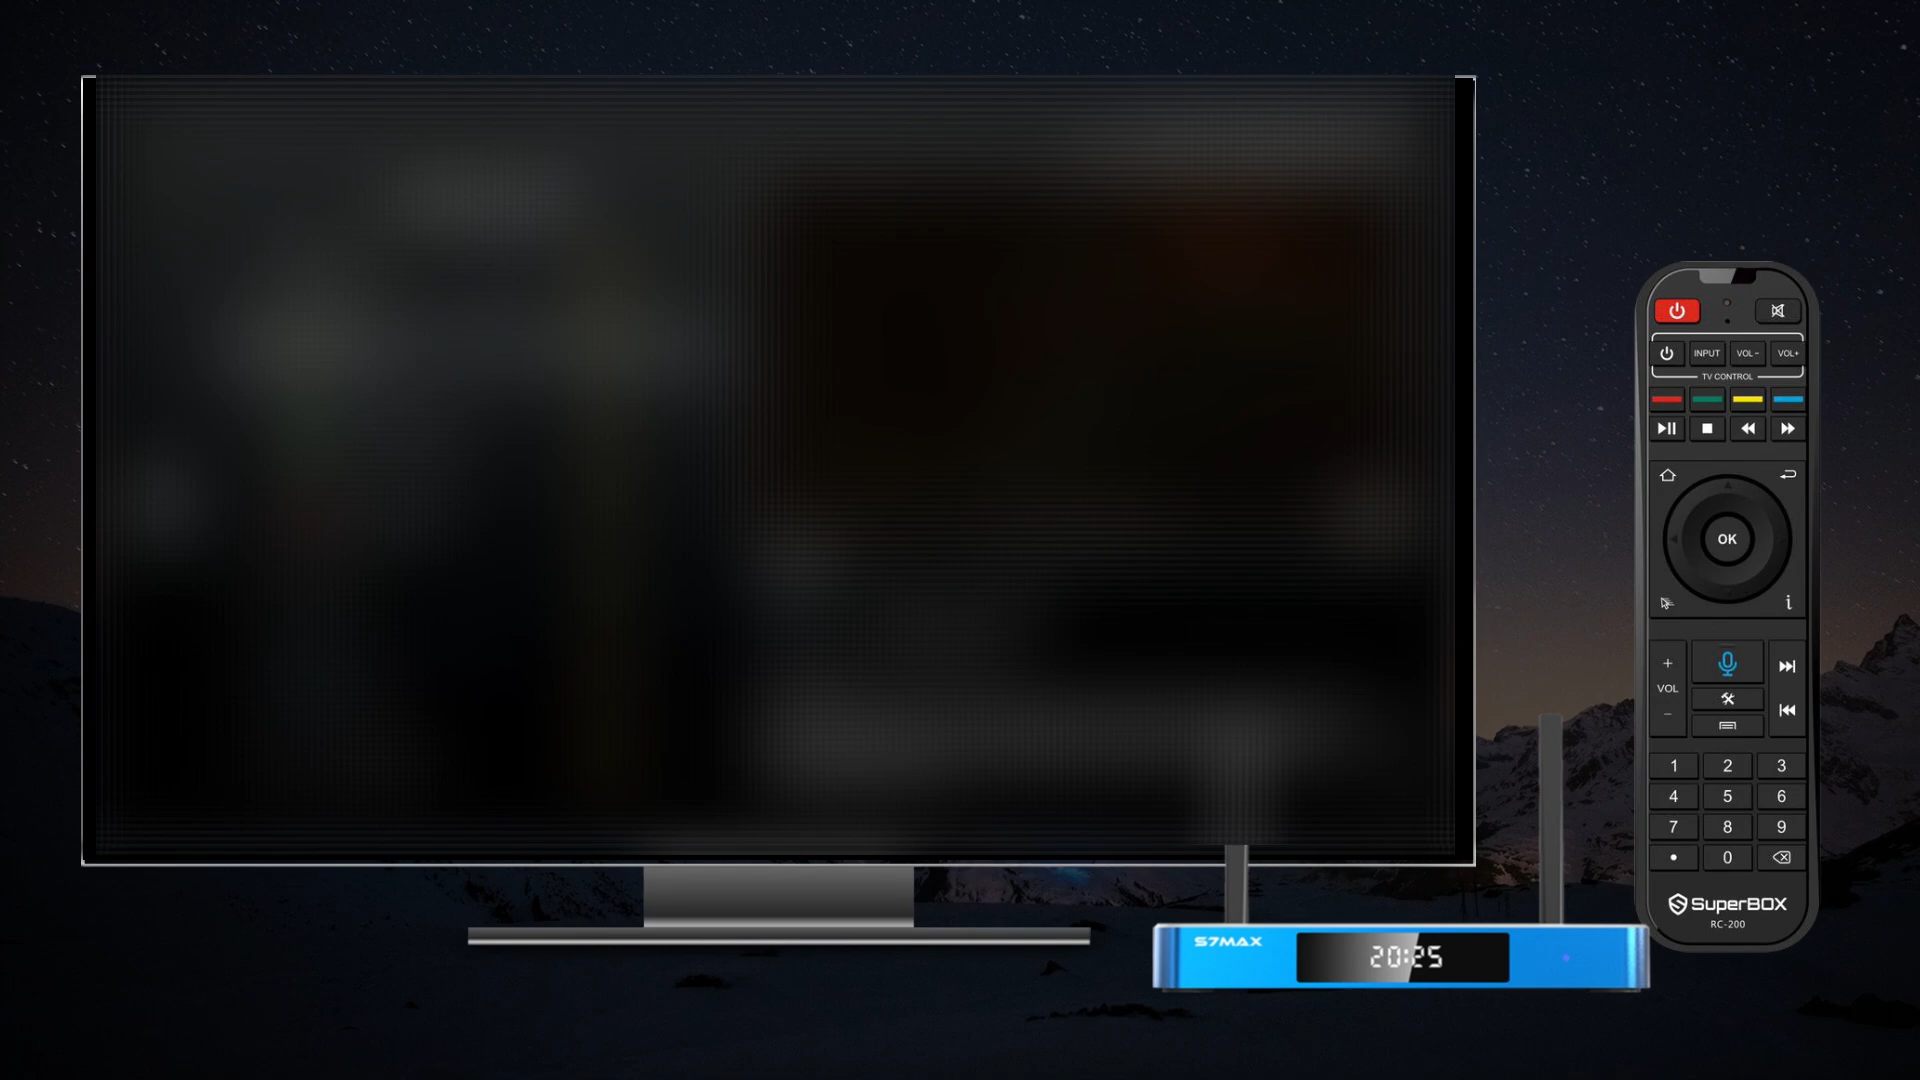 INPUT VOL- VOL+
TV CONTROL
OK
i
+
VOL
-
1 2 3
4 5 6
7 8 9
0
SuperBOX
RC-200
S7MAX
20:25